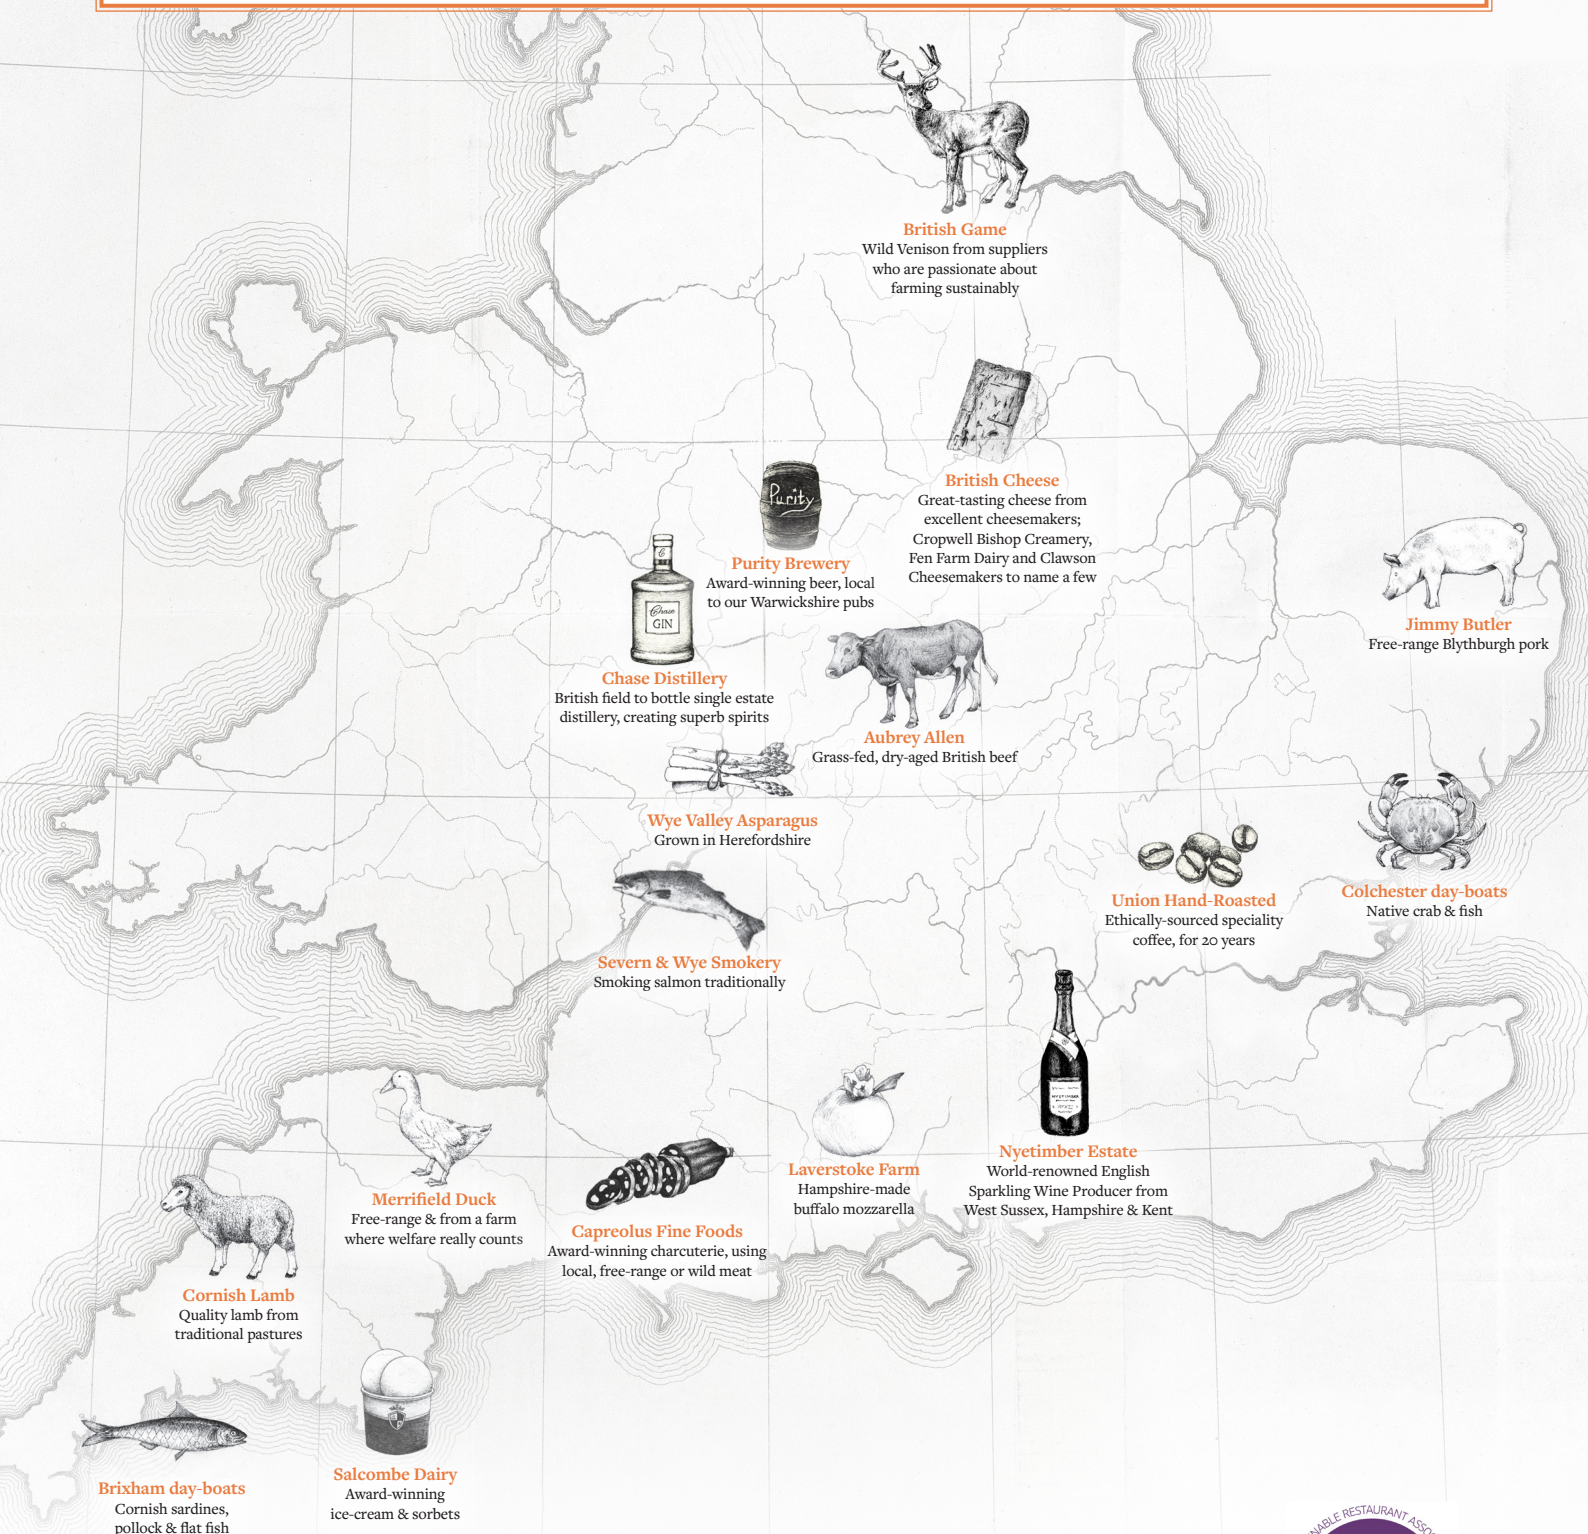 British Game
Wild Venison from suppliers
who are passionate about
farming sustainably
British Cheese
Great-tasting cheese from
excellent cheesemakers;
Cropwell Bishop Creamery,
Fen Farm Dairy and Clawson
Cheesemakers to name a few
Purity
Purity Brewery
Award-winning beer, local
to our Warwickshire pubs
Jimmy Butler
Free-range Blythburgh pork
Chase
GIN
Chase Distillery
British field to bottle single estate
distillery, creating superb spirits
Aubrey Allen
Grass-fed, dry-aged British beef
Wye Valley Asparagus
Grown in Herefordshire
Union Hand-Roasted
Ethically-sourced speciality
coffee, for 20 years
Colchester day-boats
Native crab & fish
Severn & Wye Smokery
Smoking salmon traditionally
NYETIMBER
Nyetimber Estate
World-renowned English
Sparkling Wine Producer from
West Sussex, Hampshire & Kent
Laverstoke Farm
Hampshire-made
buffalo mozzarella
Merrifield Duck
Free-range & from a farm
where welfare really counts
Capreolus Fine Foods
Award-winning charcuterie, using
local, free-range or wild meat
Cornish Lamb
Quality lamb from
traditional pastures
Salcombe Dairy
Award-winning
ice-cream & sorbets
Brixham day-boats
Cornish sardines,
pollock & flat fish
NABLE RESTAURANT ASSO